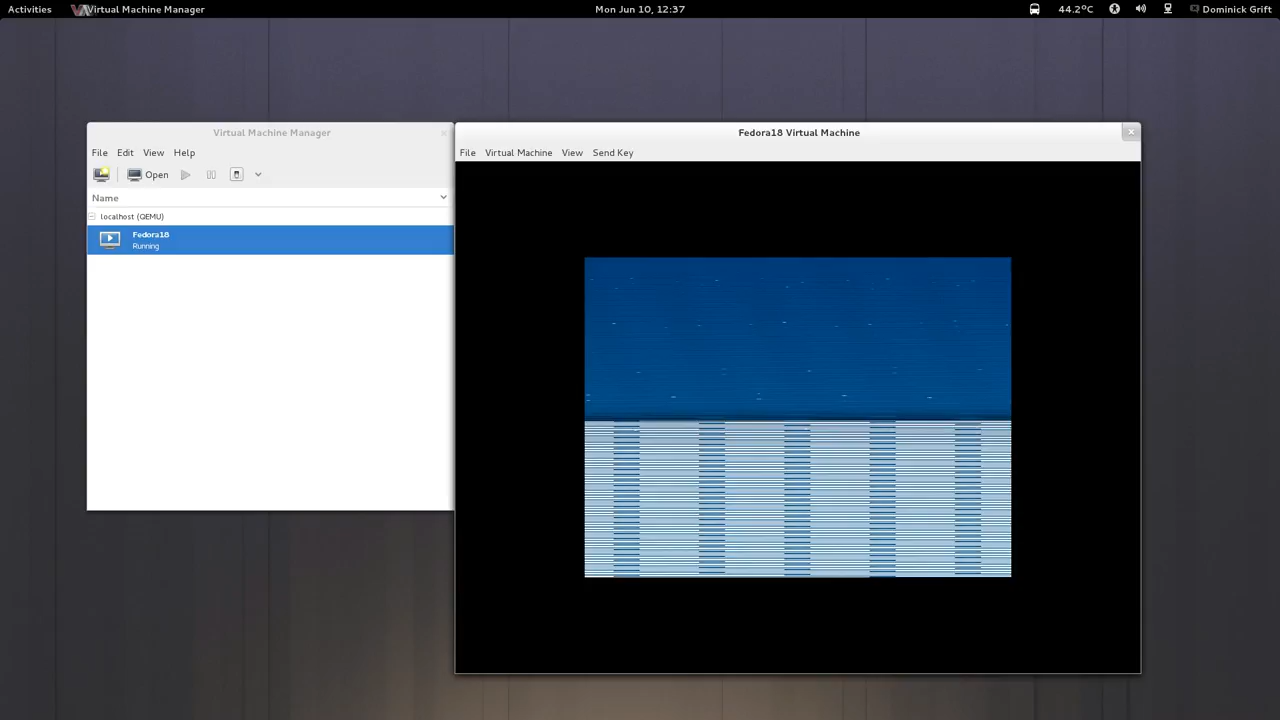 Activities
Virtual Machine Manager
Mon Jun 10, 12:37
44.2°C
Dominick Grift
Virtual Machine Manager
File Edit View Help
Open
Name
localhost (QEMU)
Fedora18
Running
Fedora18 Virtual Machine
File Virtual Machine View Send Key